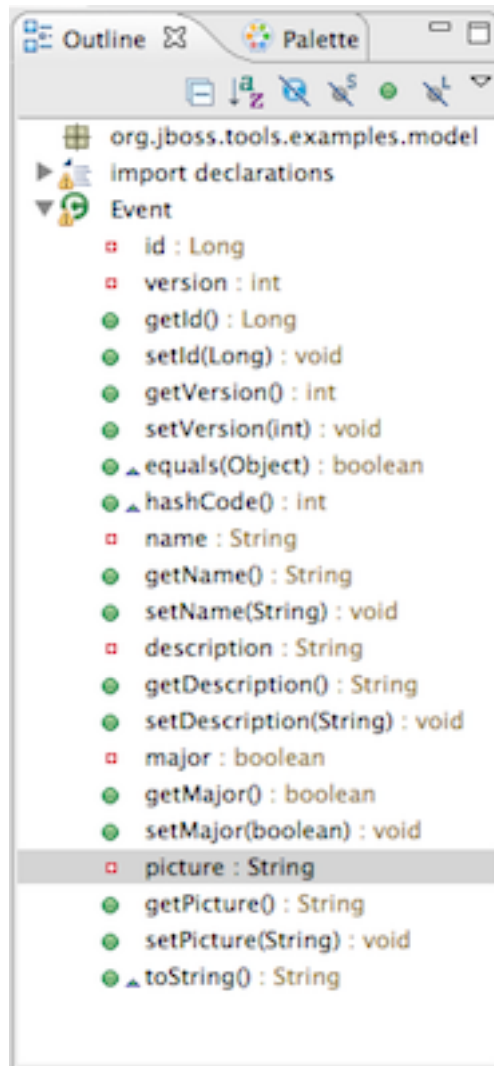 Outline Palette
org.jboss.tools.examples.model
import declarations
Event
id : Long
version : int
getId() : Long
setId(Long) : void
getVersion() : int
setVersion(int) : void
equals(Object) : boolean
hashCode() : int
name : String
getName() : String
setName(String) : void
description : String
getDescription() : String
setDescription(String) : void
major : boolean
getMajor() : boolean
setMajor(boolean) : void
picture : String
getPicture() : String
setPicture(String) : void
toString() : String